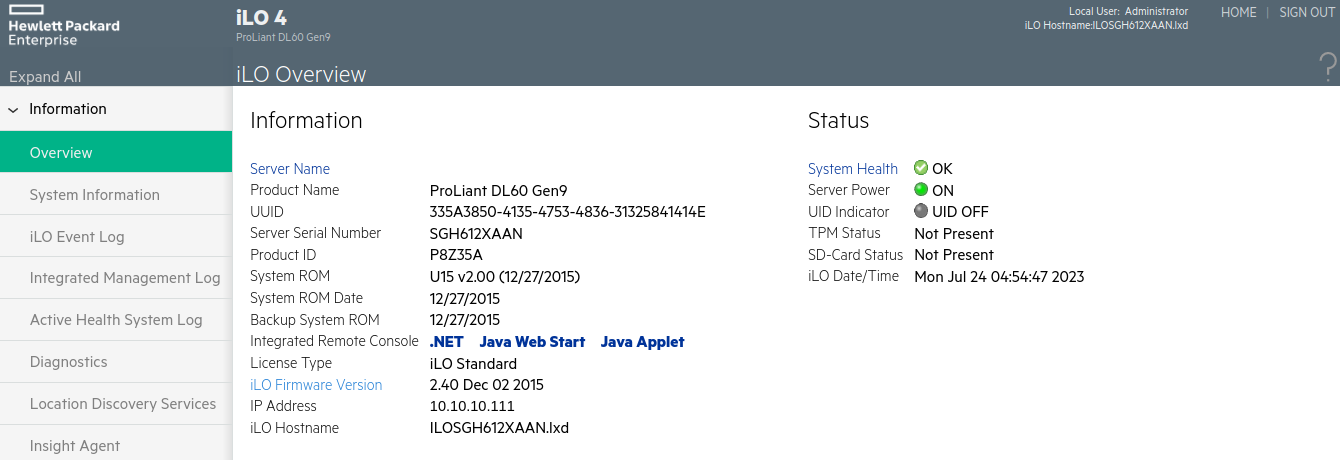 Hewlett Packard
Enterprise
iLO 4
ProLiant DL60 Gen9
Local User: Administrator
iLO Hostname:ILOSGH612XAAN.lxd
HOME | SIGN OUT
Expand All
iLO Overview
?
Information
Overview
System Information
iLO Event Log
Integrated Management Log
Active Health System Log
Diagnostics
Location Discovery Services
Insight Agent
Information
Server Name
Product Name ProLiant DL60 Gen9
UUID 335A3850-4135-4753-4836-31325841414E
Server Serial Number SGH612XAAN
Product ID P8Z35A
System ROM U15 v2.00 (12/27/2015)
System ROM Date 12/27/2015
Backup System ROM 12/27/2015
Integrated Remote Console .NET Java Web Start Java Applet
License Type iLO Standard
iLO Firmware Version 2.40 Dec 02 2015
IP Address 10.10.10.111
iLO Hostname ILOSGH612XAAN.lxd
Status
System Health OK
Server Power ON
UID Indicator UID OFF
TPM Status Not Present
SD-Card Status Not Present
iLO Date/Time Mon Jul 24 04:54:47 2023